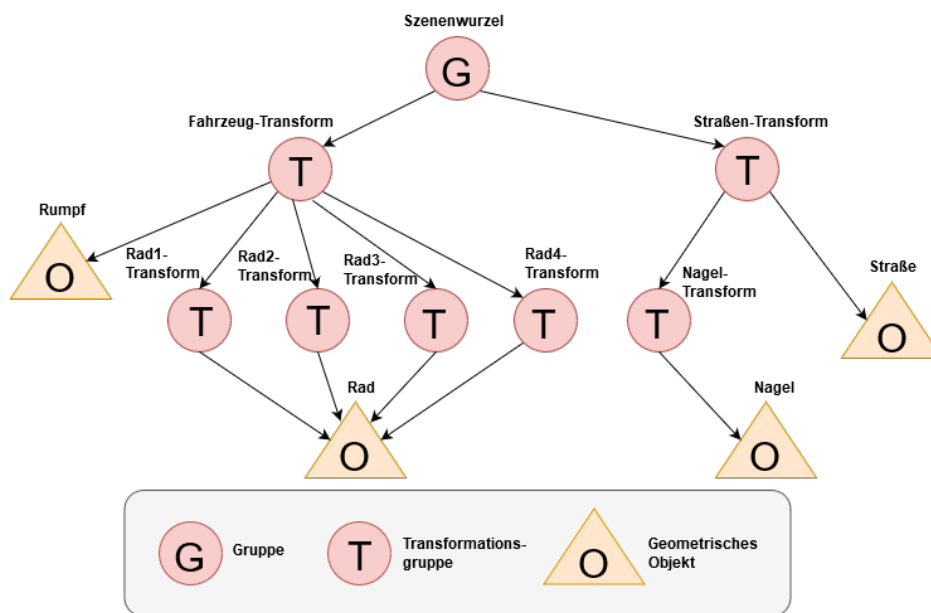 Szenenwurzel
G
Fahrzeug-Transform
Straßen-Transform
T
T
Rumpf
O
Rad1-
Transform
Rad2-
Transform
Rad3-
Transform
Rad4-
Transform
Nagel-
Transform
Straße
T
T
T
T
T
O
Rad
Nagel
O
O
G
Gruppe
T
Transformations-
gruppe
O
Geometrisches
Objekt